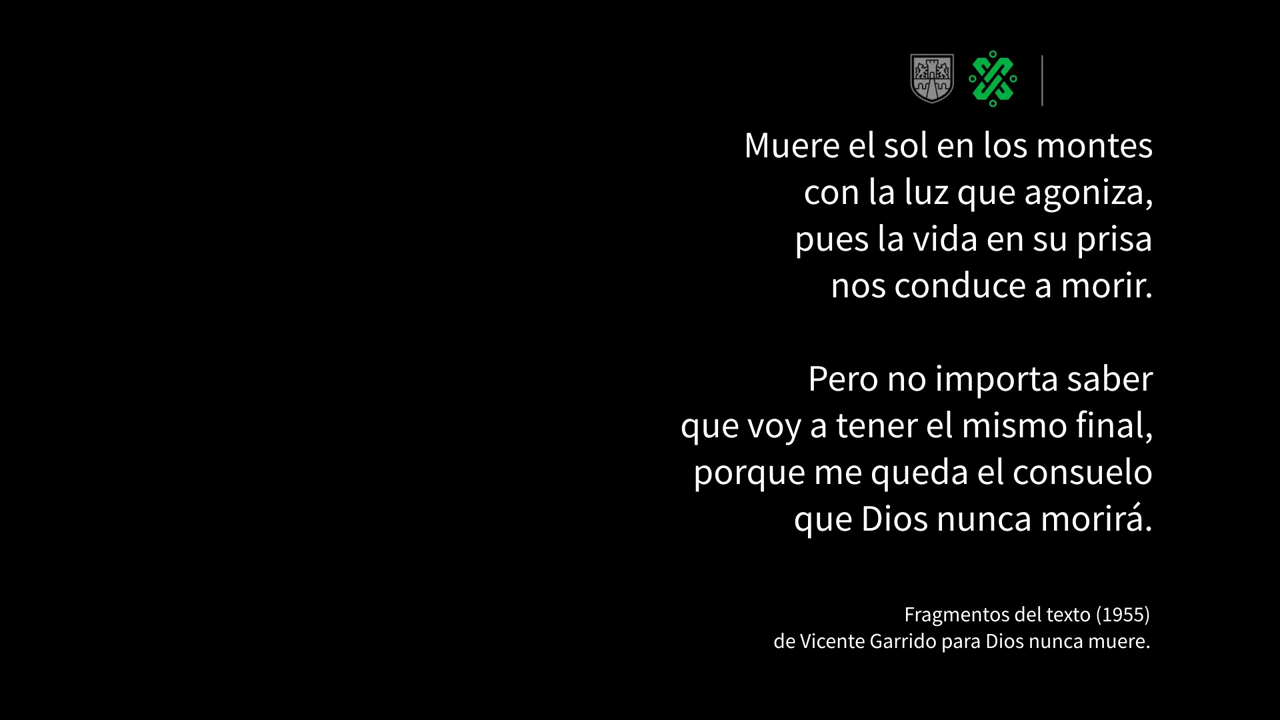 Muere el sol en los montes
con la luz que agoniza,
pues la vida en su prisa
nos conduce a morir.
Pero no importa saber
que voy a tener el mismo final,
porque me queda el consuelo
que Dios nunca morirá.
Fragmentos del texto (1955)
de Vicente Garrido para Dios nunca muere.